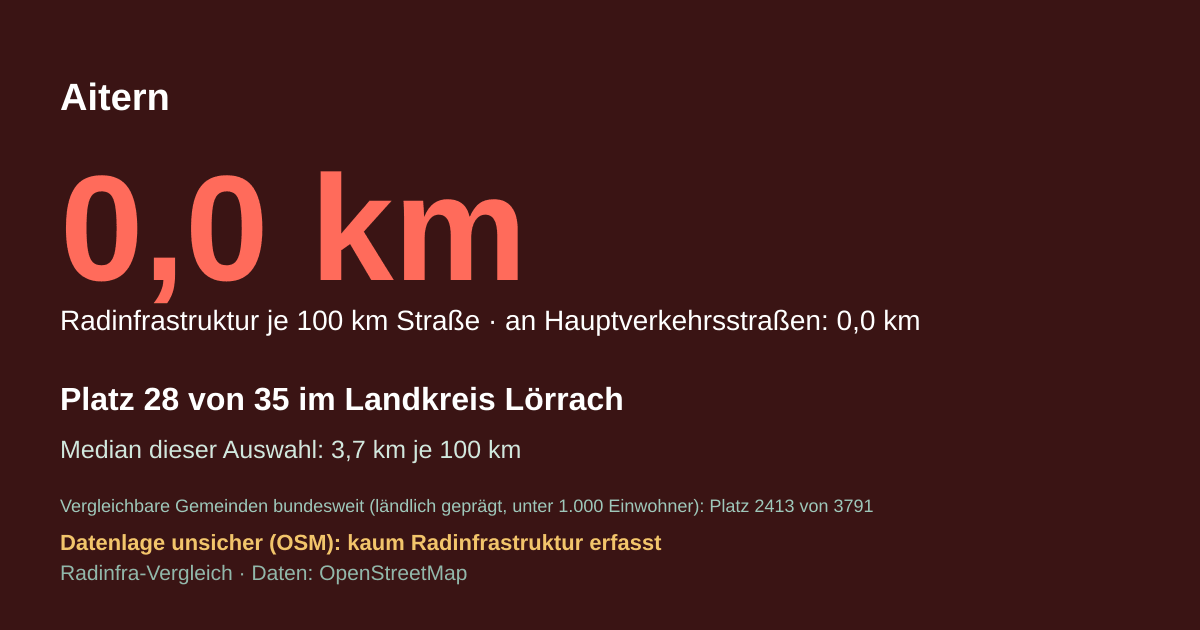 Aitern
0,0 km
Radinfrastruktur je 100 km Straße · an Hauptverkehrsstraßen: 0,0 km
Platz 28 von 35 im Landkreis Lörrach
Median dieser Auswahl: 3,7 km je 100 km
Vergleichbare Gemeinden bundesweit (ländlich geprägt, unter 1.000 Einwohner): Platz 2413 von 3791
Datenlage unsicher (OSM): kaum Radinfrastruktur erfasst
Radinfra-Vergleich · Daten: OpenStreetMap